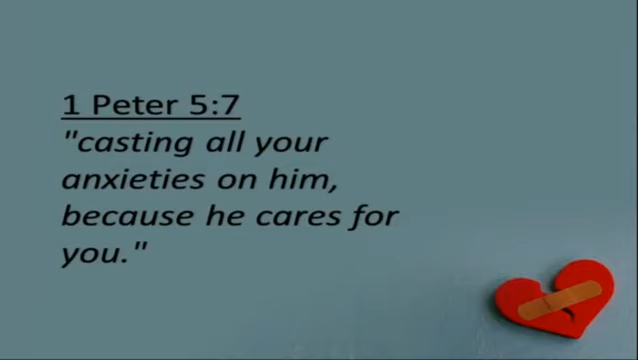 1 Peter 5:7
"casting all your
anxieties on him,
because he cares for
you."